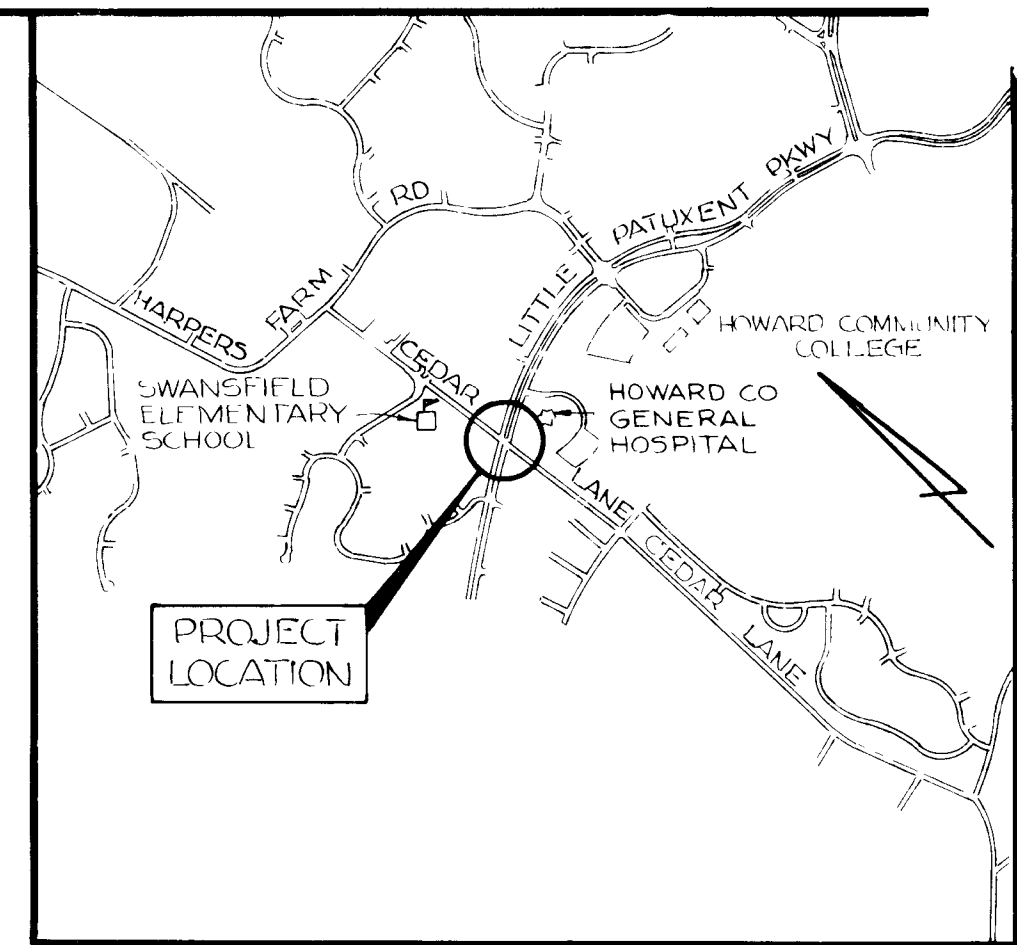 HARPERS FARM RD
LITTLE PATUXENT PKWY
HOWARD COMMUNITY
COLLEGE
CEDAR LANE
SWANSFIELD
ELEMENTARY
SCHOOL
HOWARD CO
GENERAL
HOSPITAL
CEDAR LANE
PROJECT
LOCATION